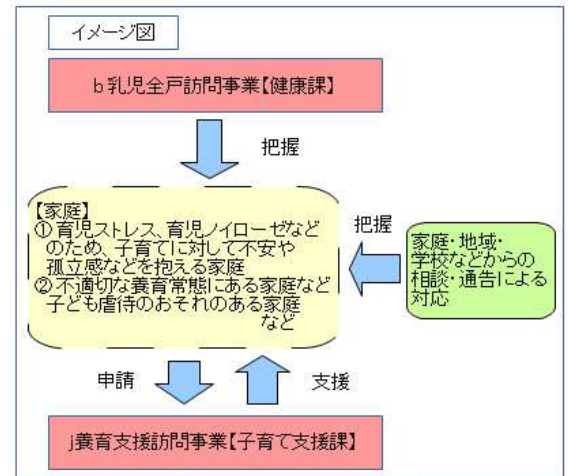 イメージ図
b乳児全戸訪問事業【健康課】
把握
【家庭】
①育児ストレス、育児ノイローゼなど
のため、子育てに対して不安や
孤立感などを抱える家庭
②不適切な養育常態にある家庭など
子ども虐待のおそれのある家庭
など
把握
家庭・地域・
学校などからの
相談・通告による
対応
申請
支援
j養育支援訪問事業【子育て支援課】